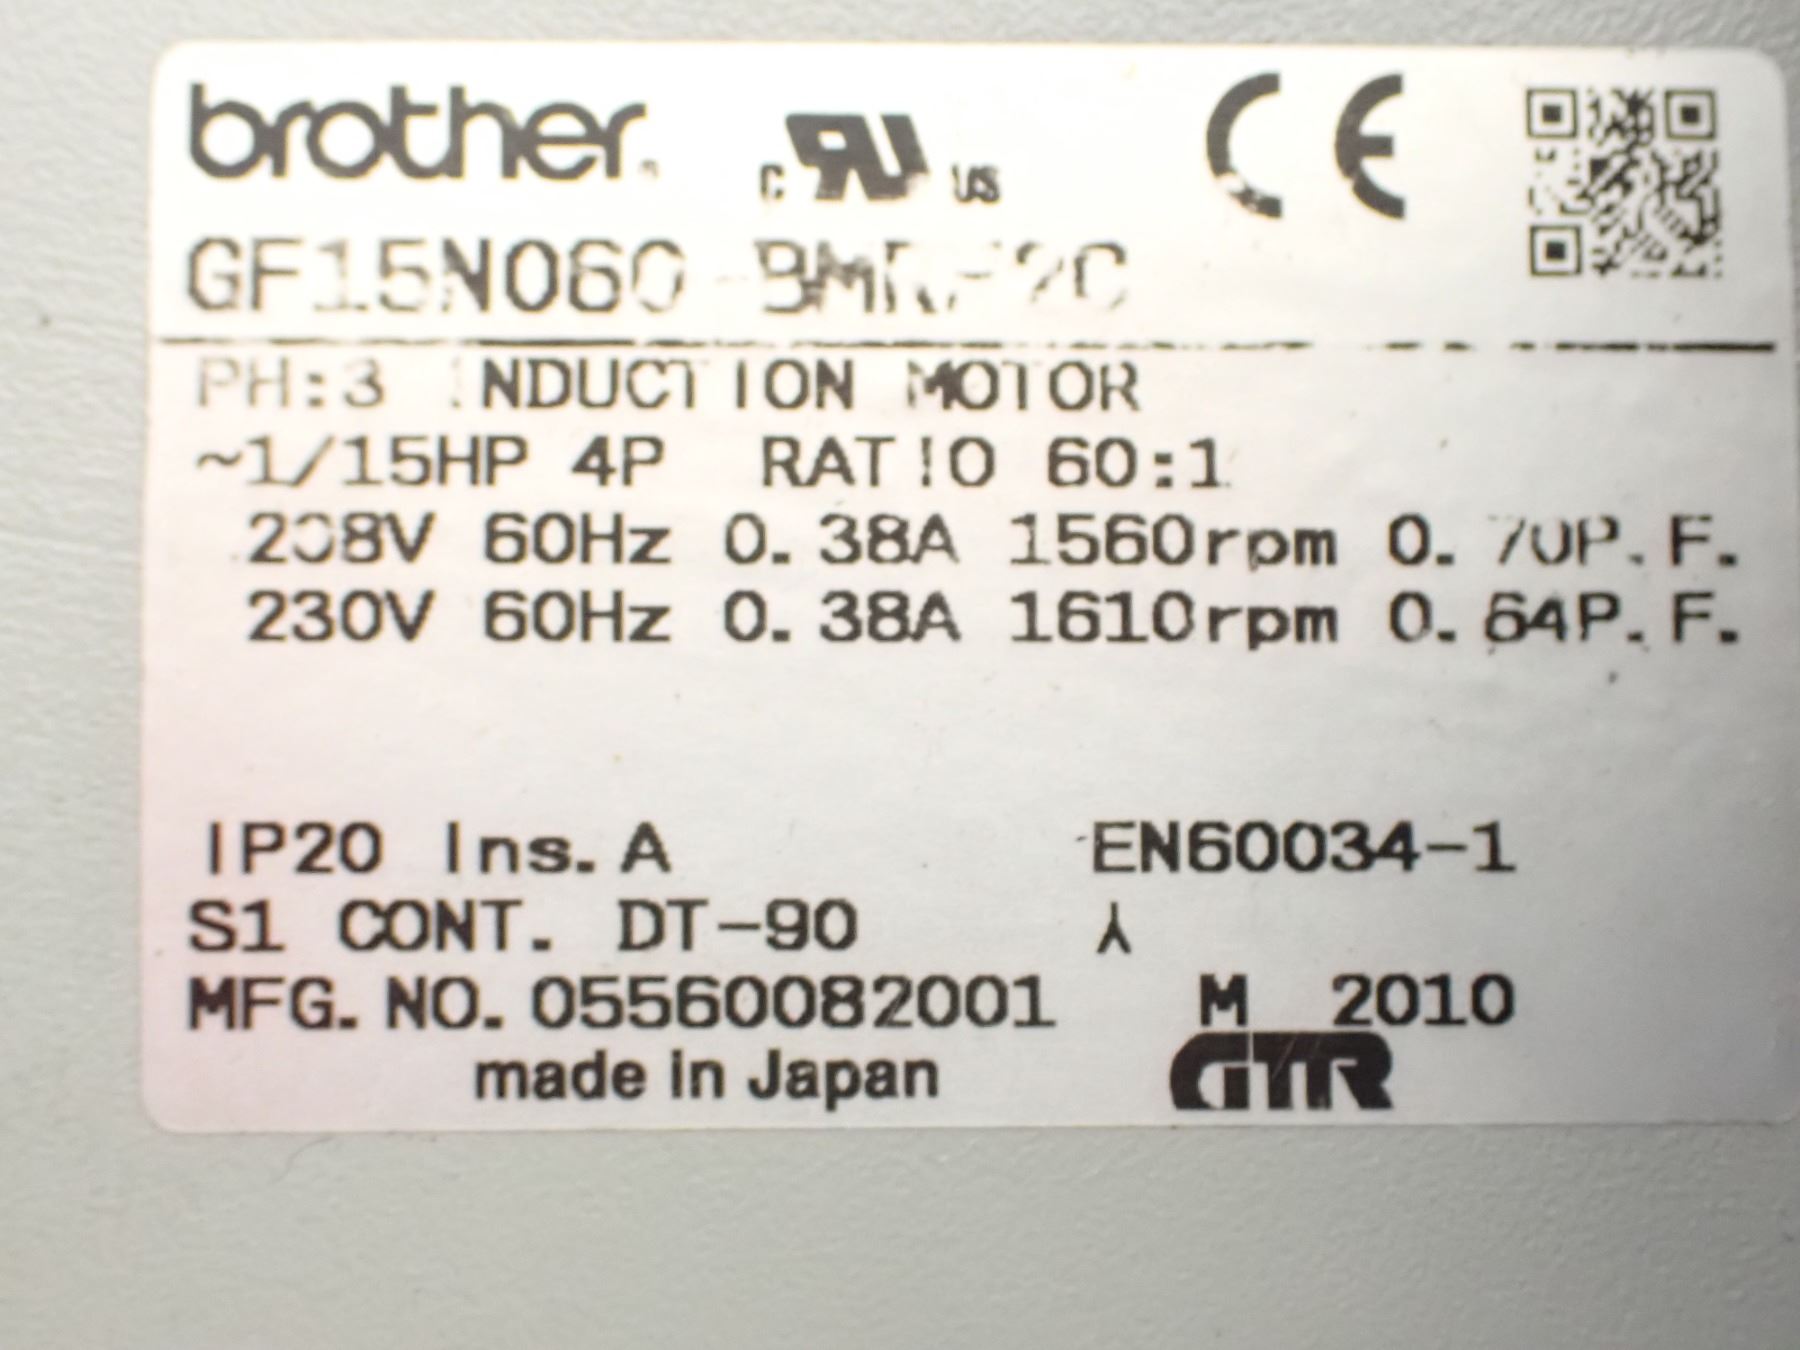 brother
c RU us
CE
GF15N060
PH:3 INDUCTION MOTOR
~1/15HP 4P RATIO 60:1
208V 60Hz 0.38A 1560rpm 0.70P.F.
230V 60Hz 0.38A 1610rpm 0.64P.F.
IP20 Ins.A EN60034-1
S1 CONT. DT-90
MFG.NO.05560082001 M 2010
made in Japan GTR